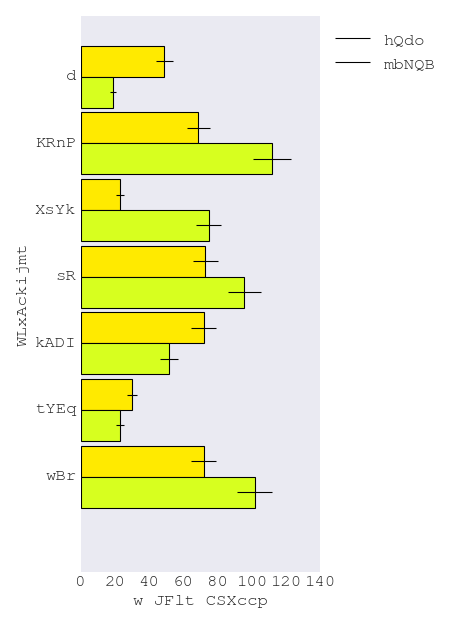 hQdo
mbNQB
d
KRnP
XsYk
sR
kADI
tYEq
wBr
WLxAckijmt
0 20 40 60 80 100 120 140
w JFlt CSXccp